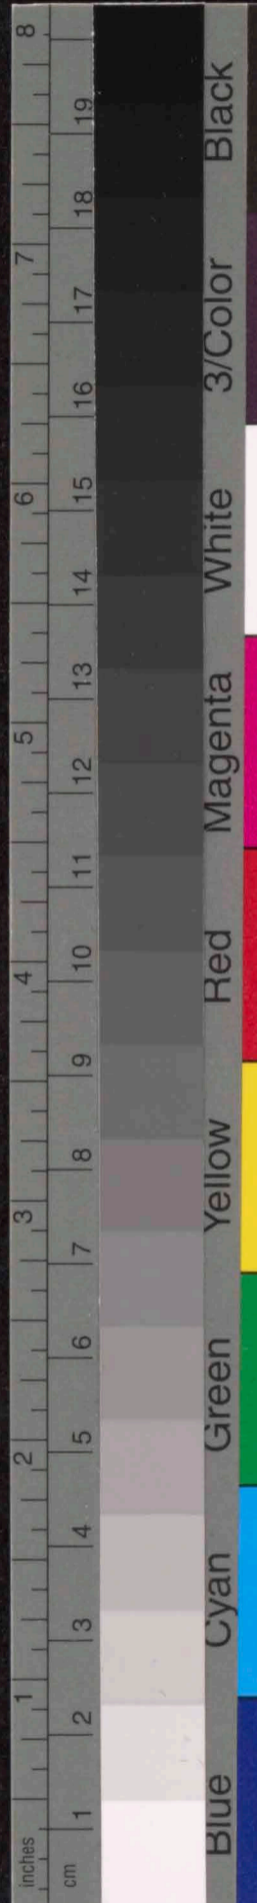 inches 1 2 3 4 5 6 7 8
cm 1 2 3 4 5 6 7 8 9 10 11 12 13 14 15 16 17 18 19
Blue Cyan Green Yellow Red Magenta White 3/Color Black